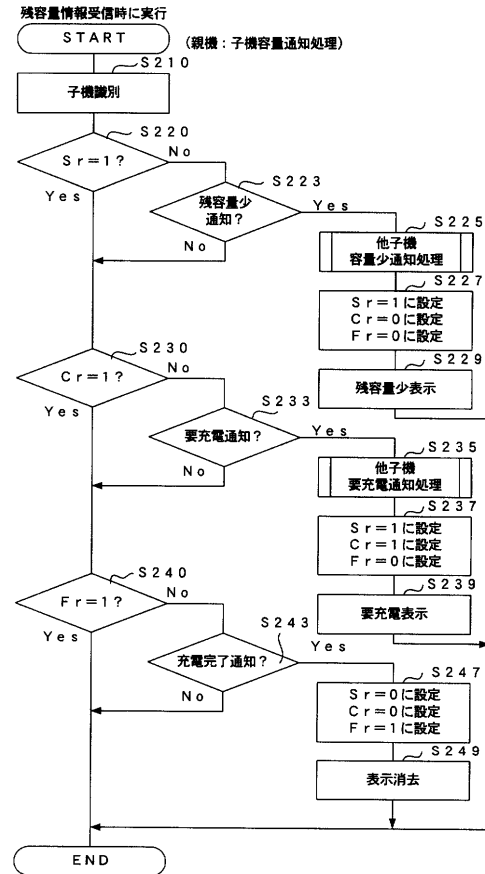 残容量情報受信時に実行
START
(親機：子機容量通知処理)
S210
子機識別
S220
Sr=1?
No
Yes
S223
残容量少
通知?
Yes
No
S225
他子機
容量少通知処理
S227
Sr=1に設定
Cr=0に設定
Fr=0に設定
S229
残容量少表示
S230
Cr=1?
No
Yes
S233
要充電通知?
Yes
No
S235
他子機
要充電通知処理
S237
Sr=1に設定
Cr=1に設定
Fr=0に設定
S239
要充電表示
S240
Fr=1?
No
Yes
S243
充電完了通知?
Yes
No
S247
Sr=0に設定
Cr=0に設定
Fr=1に設定
S249
表示消去
END